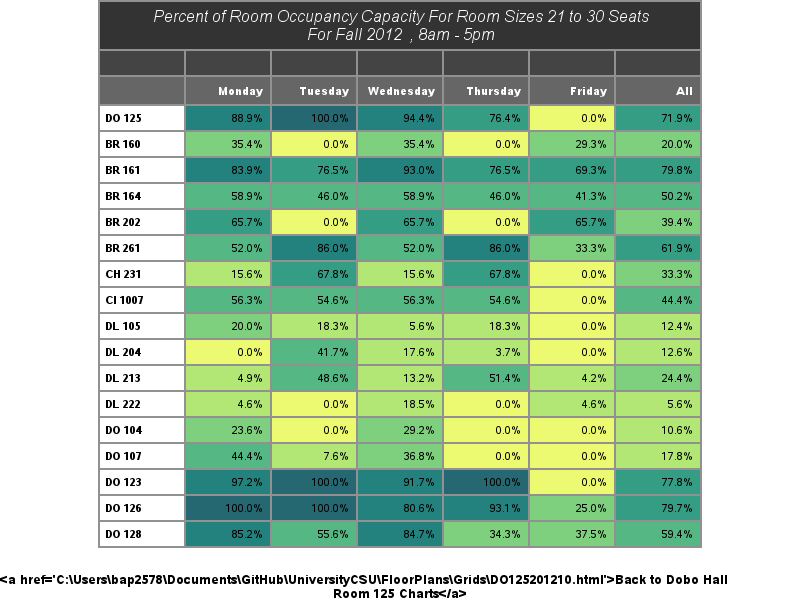 Percent of Room Occupancy Capacity For Room Sizes 21 to 30 Seats
For Fall 2012 , 8am - 5pm
Monday Tuesday Wednesday Thursday Friday All
DO 125 88.9% 100.0% 94.4% 76.4% 0.0% 71.9%
BR 160 35.4% 0.0% 35.4% 0.0% 29.3% 20.0%
BR 161 83.9% 76.5% 93.0% 76.5% 69.3% 79.8%
BR 164 58.9% 46.0% 58.9% 46.0% 41.3% 50.2%
BR 202 65.7% 0.0% 65.7% 0.0% 65.7% 39.4%
BR 261 52.0% 86.0% 52.0% 86.0% 33.3% 61.9%
CH 231 15.6% 67.8% 15.6% 67.8% 0.0% 33.3%
CI 1007 56.3% 54.6% 56.3% 54.6% 0.0% 44.4%
DL 105 20.0% 18.3% 5.6% 18.3% 0.0% 12.4%
DL 204 0.0% 41.7% 17.6% 3.7% 0.0% 12.6%
DL 213 4.9% 48.6% 13.2% 51.4% 4.2% 24.4%
DL 222 4.6% 0.0% 18.5% 0.0% 4.6% 5.6%
DO 104 23.6% 0.0% 29.2% 0.0% 0.0% 10.6%
DO 107 44.4% 7.6% 36.8% 0.0% 0.0% 17.8%
DO 123 97.2% 100.0% 91.7% 100.0% 0.0% 77.8%
DO 126 100.0% 100.0% 80.6% 93.1% 25.0% 79.7%
DO 128 85.2% 55.6% 84.7% 34.3% 37.5% 59.4%
<a href='C:\Users\bap2578\Documents\GitHub\UniversityCSU\FloorPlans\Grids\DO125201210.html'>Back to Dobo Hall
Room 125 Charts</a>